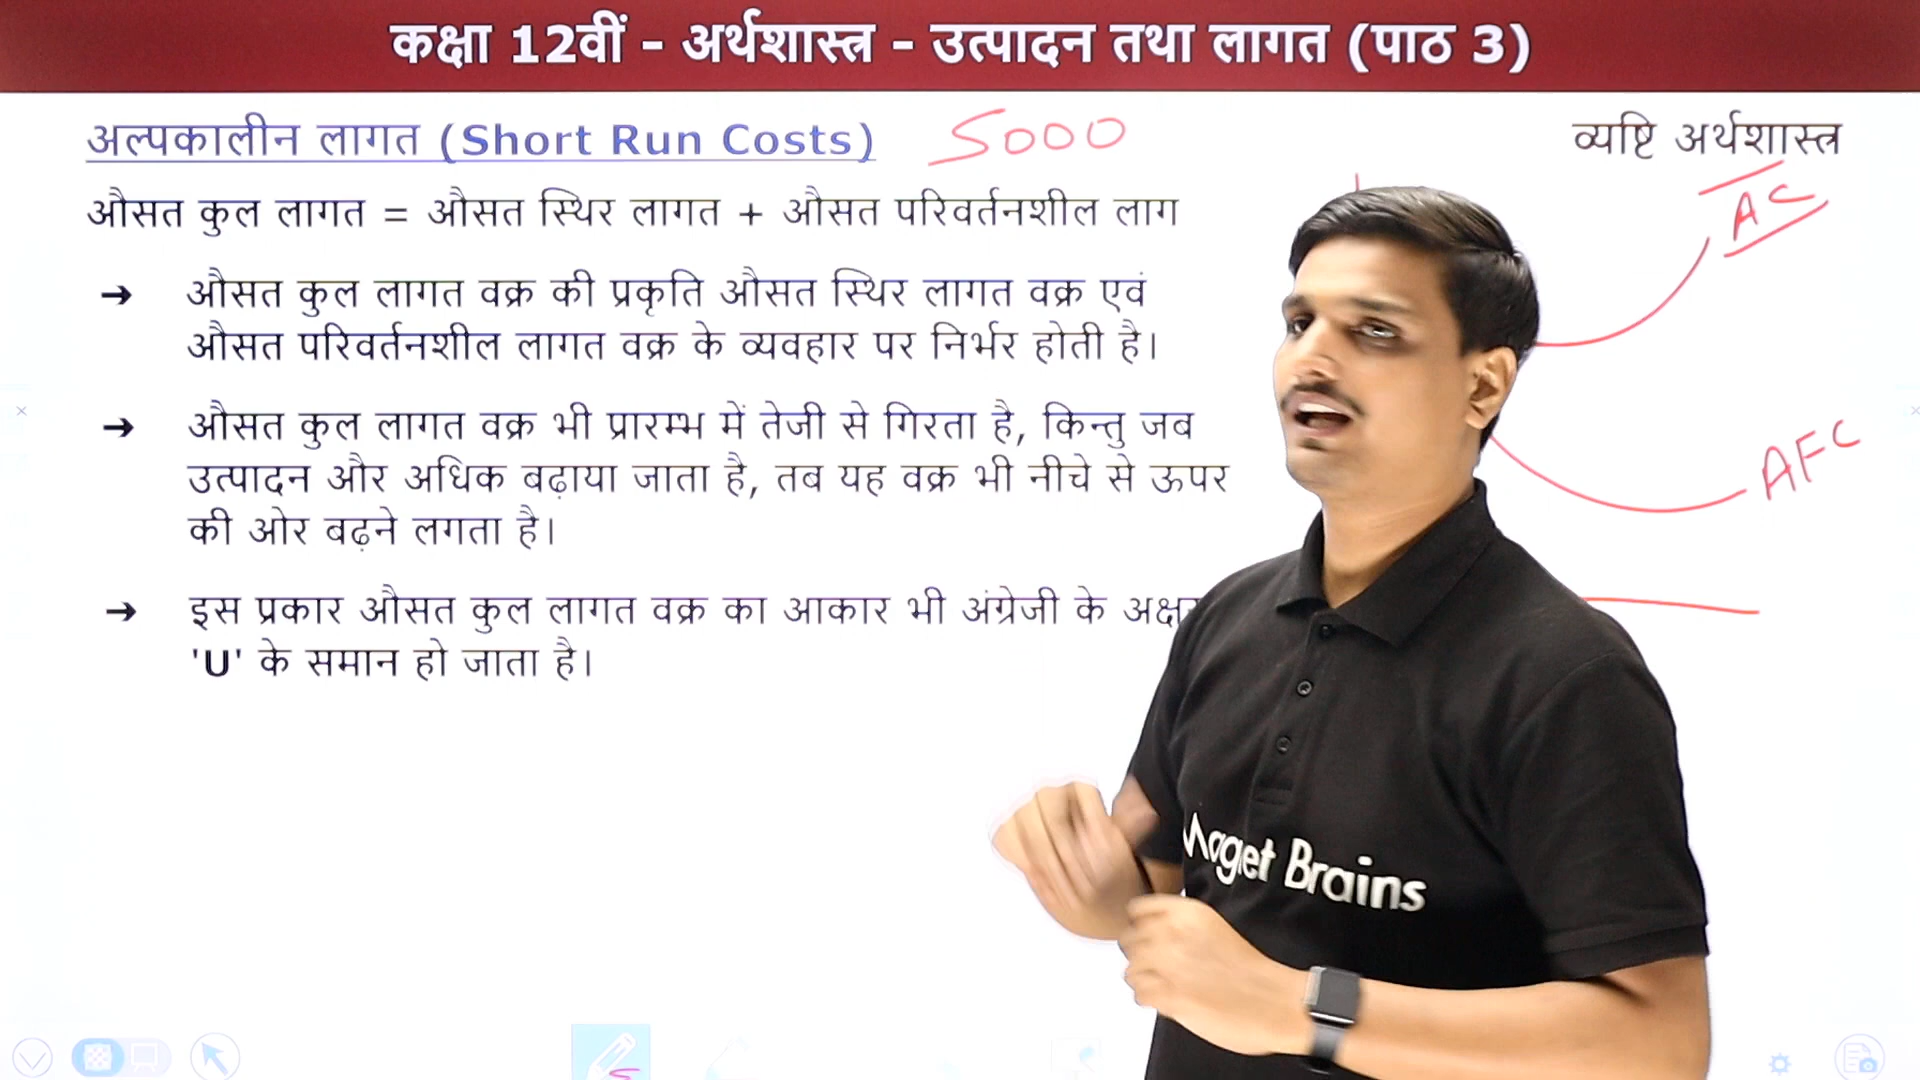 कक्षा 12वीं - अर्थशास्त्र - उत्पादन तथा लागत (पाठ 3)
अल्पकालीन लागत (Short Run Costs)
5000
व्यष्टि अर्थशास्त्र
औसत कुल लागत = औसत स्थिर लागत + औसत परिवर्तनशील लाग
AC
➔ औसत कुल लागत वक्र की प्रकृति औसत स्थिर लागत वक्र एवं
औसत परिवर्तनशील लागत वक्र के व्यवहार पर निर्भर होती है।
➔ औसत कुल लागत वक्र भी प्रारम्भ में तेजी से गिरता है, किन्तु जब
उत्पादन और अधिक बढ़ाया जाता है, तब यह वक्र भी नीचे से ऊपर
की ओर बढ़ने लगता है।
AFC
➔ इस प्रकार औसत कुल लागत वक्र का आकार भी अंग्रेजी के
'U' के समान हो जाता है।
Maget Brains